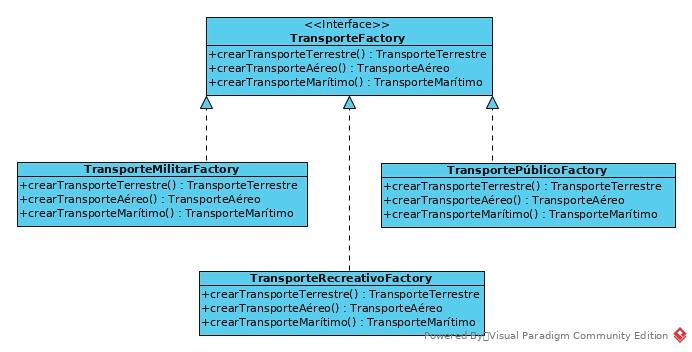 <<Interface>>
TransporteFactory
+crearTransporteTerrestre() : TransporteTerrestre
+crearTransporteAéreo() : TransporteAéreo
+crearTransporteMarítimo() : TransporteMarítimo
TransporteMilitarFactory
+crearTransporteTerrestre() : TransporteTerrestre
+crearTransporteAéreo() : TransporteAéreo
+crearTransporteMarítimo() : TransporteMarítimo
TransportePúblicoFactory
+crearTransporteTerrestre() : TransporteTerrestre
+crearTransporteAéreo() : TransporteAéreo
+crearTransporteMarítimo() : TransporteMarítimo
TransporteRecreativoFactory
+crearTransporteTerrestre() : TransporteTerrestre
+crearTransporteAéreo() : TransporteAéreo
+crearTransporteMarítimo() : TransporteMarítimo
Powered By Visual Paradigm Community Edition